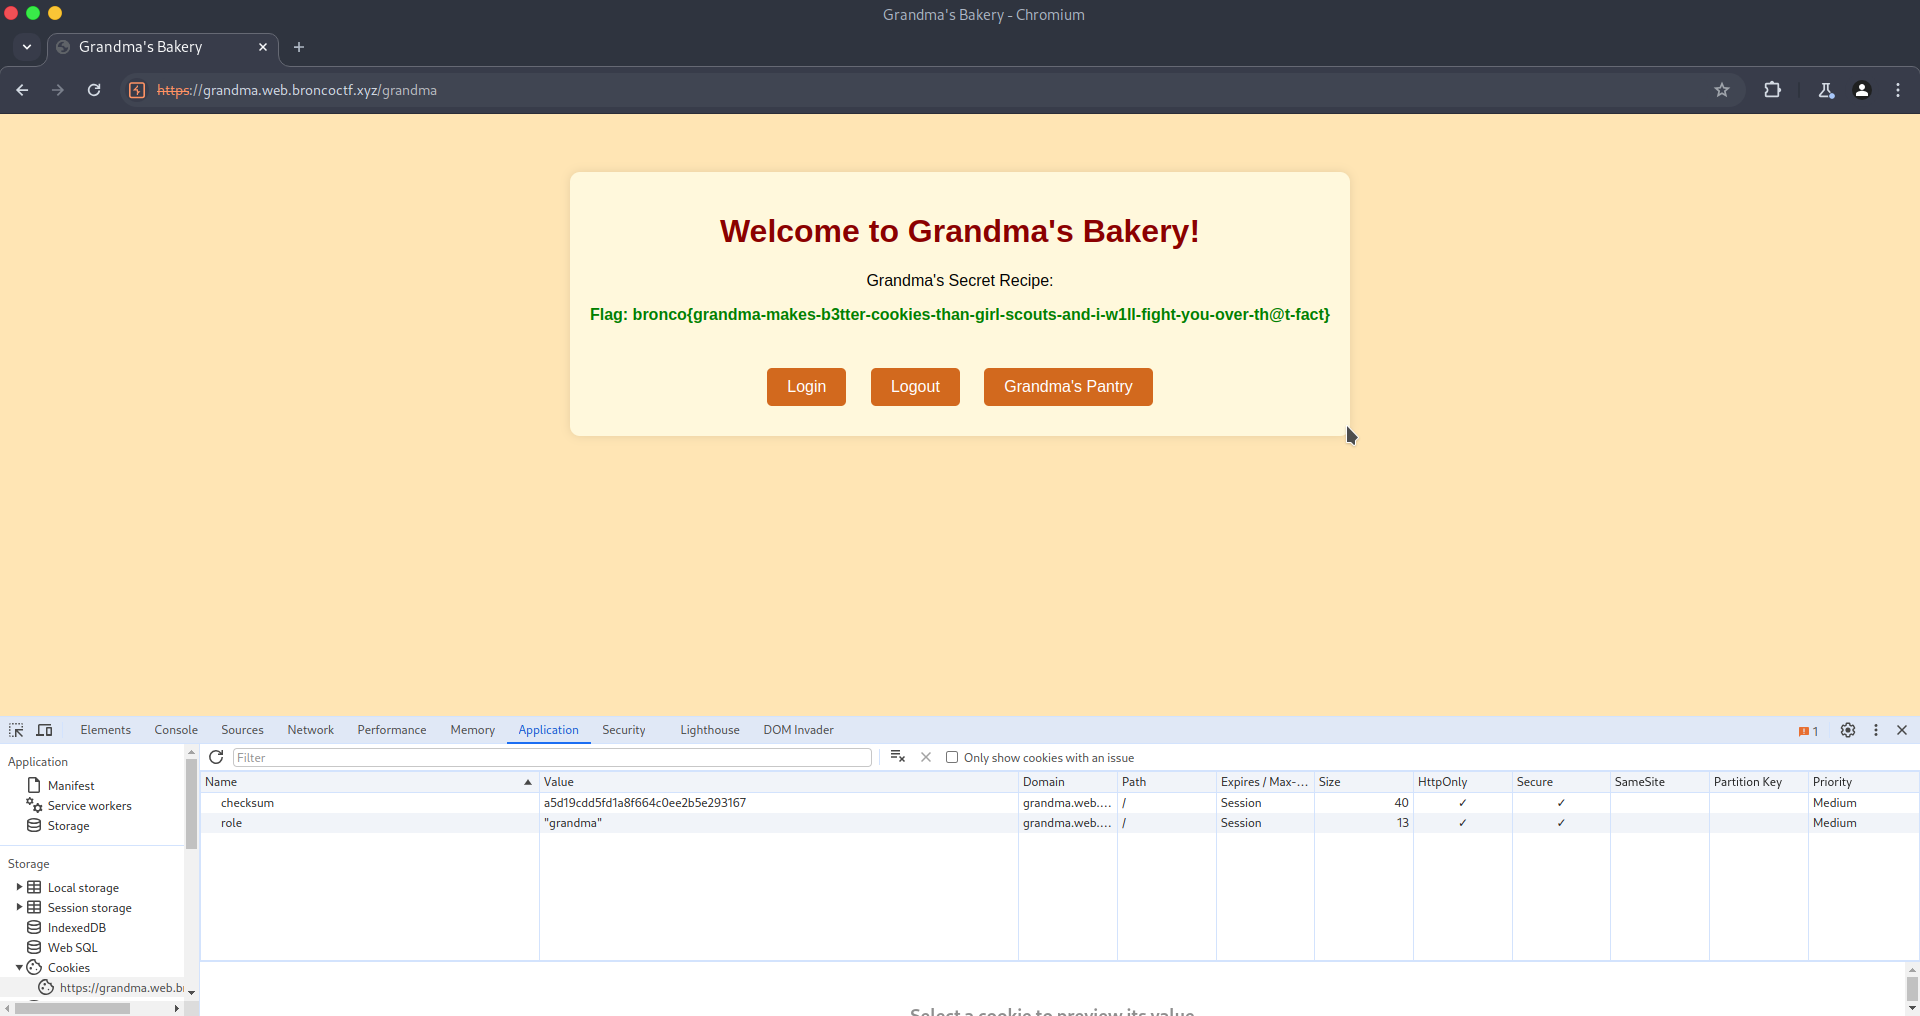 Grandma's Bakery - Chromium
Grandma's Bakery
https://grandma.web.broncoctf.xyz/grandma
Welcome to Grandma's Bakery!
Grandma's Secret Recipe:
Flag: bronco{grandma-makes-b3tter-cookies-than-girl-scouts-and-i-w1ll-fight-you-over-th@t-fact}
Login Logout Grandma's Pantry
Elements Console Sources Network Performance Memory Application Security Lighthouse DOM Invader 1
Application
Manifest
Service workers
Storage
Storage
Local storage
Session storage
IndexedDB
Web SQL
Cookies
https://grandma.web.br
Filter Only show cookies with an issue
Name Value Domain Path Expires / Max-... Size HttpOnly Secure SameSite Partition Key Priority
checksum a5d19cdd5fd1a8f664c0ee2b5e293167 grandma.web.... / Session 40 ✓ ✓ Medium
role "grandma" grandma.web.... / Session 13 ✓ ✓ Medium
Select a cookie to preview its value